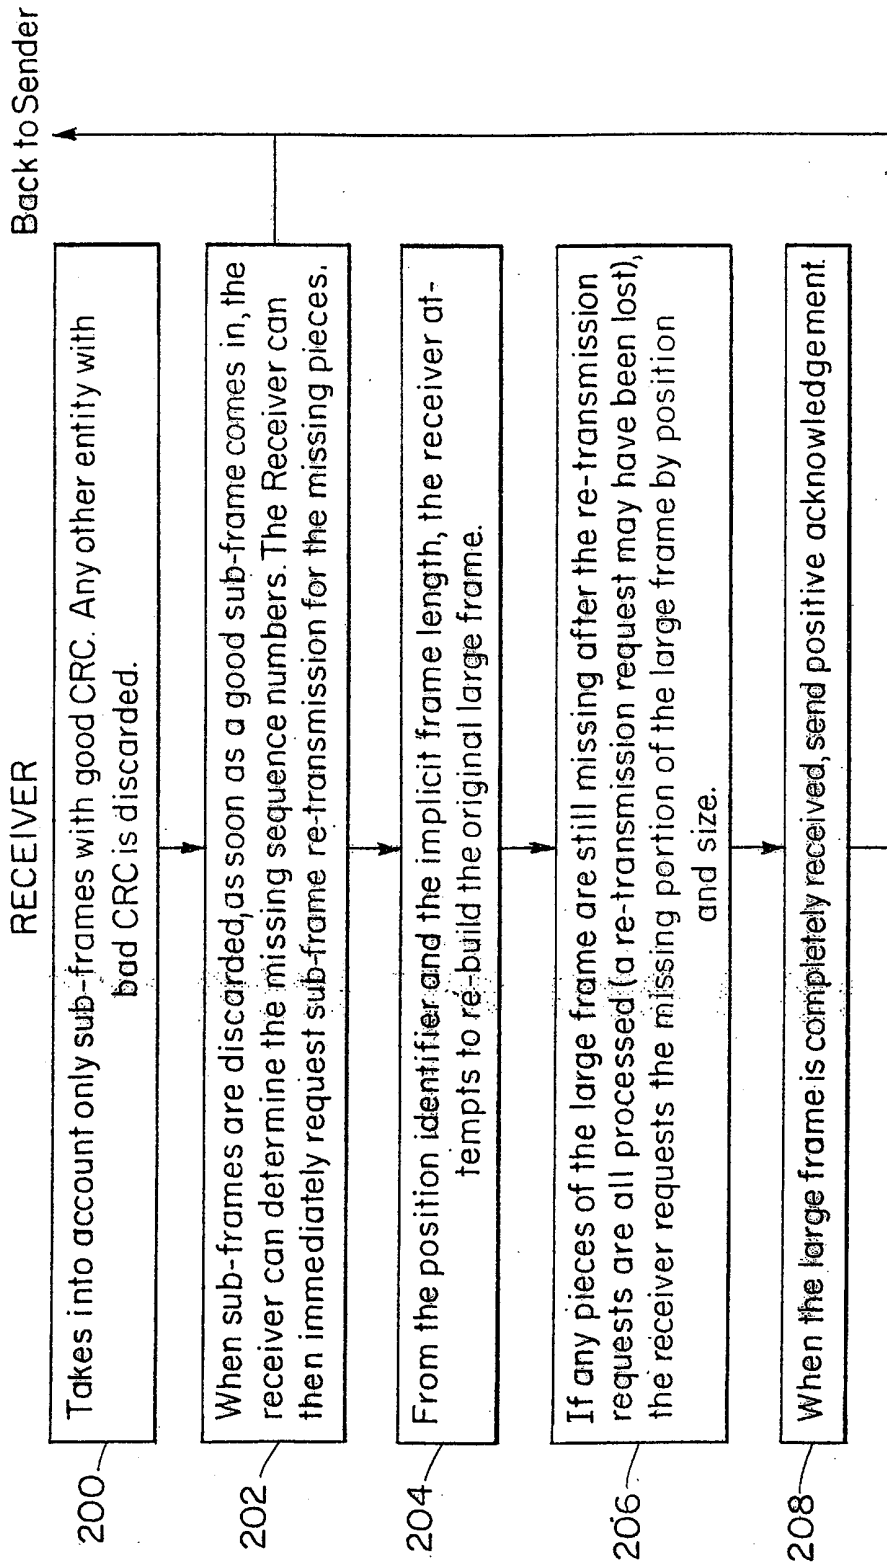 Back to Sender
RECEIVER
200
Takes into account only sub-frames with good CRC. Any other entity with
bad CRC is discarded.
202
When sub-frames are discarded, as soon as a good sub-frame comes in, the
receiver can determine the missing sequence numbers. The Receiver can
then immediately request sub-frame re-transmission for the missing pieces.
204
From the position identifier and the implicit frame length, the receiver at-
tempts to re-build the original large frame.
206
If any pieces of the large frame are still missing after the re-transmission
requests are all processed (a re-transmission request may have been lost),
the receiver requests the missing portion of the large frame by position
and size.
208
When the large frame is completely received, send positive acknowledgement.